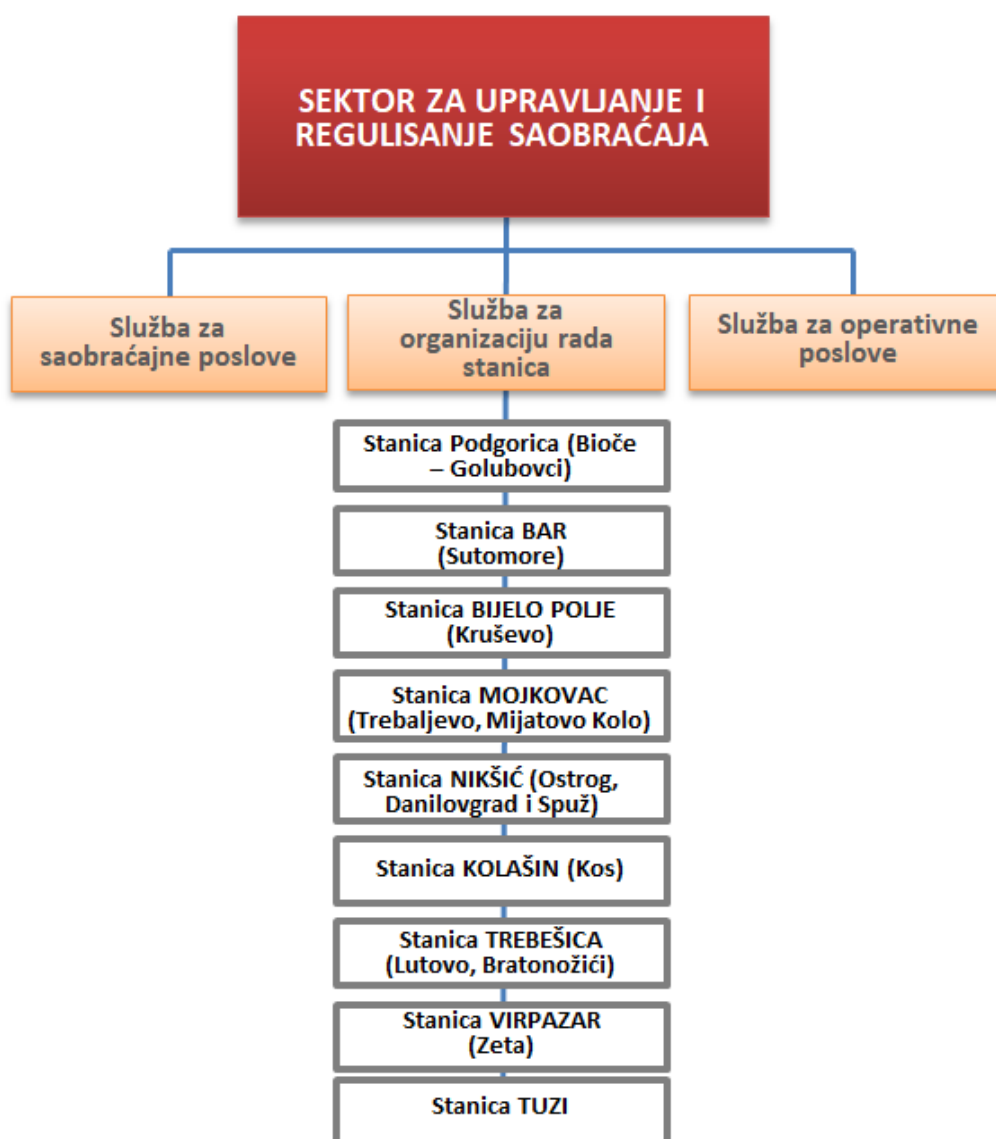 SEKTOR ZA UPRAVLJANJE I
REGULISANJE SAOBRAĆAJA
Služba za
saobraćajne poslove
Služba za
organizaciju rada
stanica
Služba za operativne
poslove
Stanica Podgorica (Bioče
– Golubovci)
Stanica BAR
(Sutomore)
Stanica BIJELO POLJE
(Kruševo)
Stanica MOJKOVAC
(Trebaljevo, Mijatovo Kolo)
Stanica NIKŠIĆ (Ostrog,
Danilovgrad i Spuž)
Stanica KOLAŠIN (Kos)
Stanica TREBEŠICA
(Lutovo, Bratonožići)
Stanica VIRPAZAR
(Zeta)
Stanica TUZI